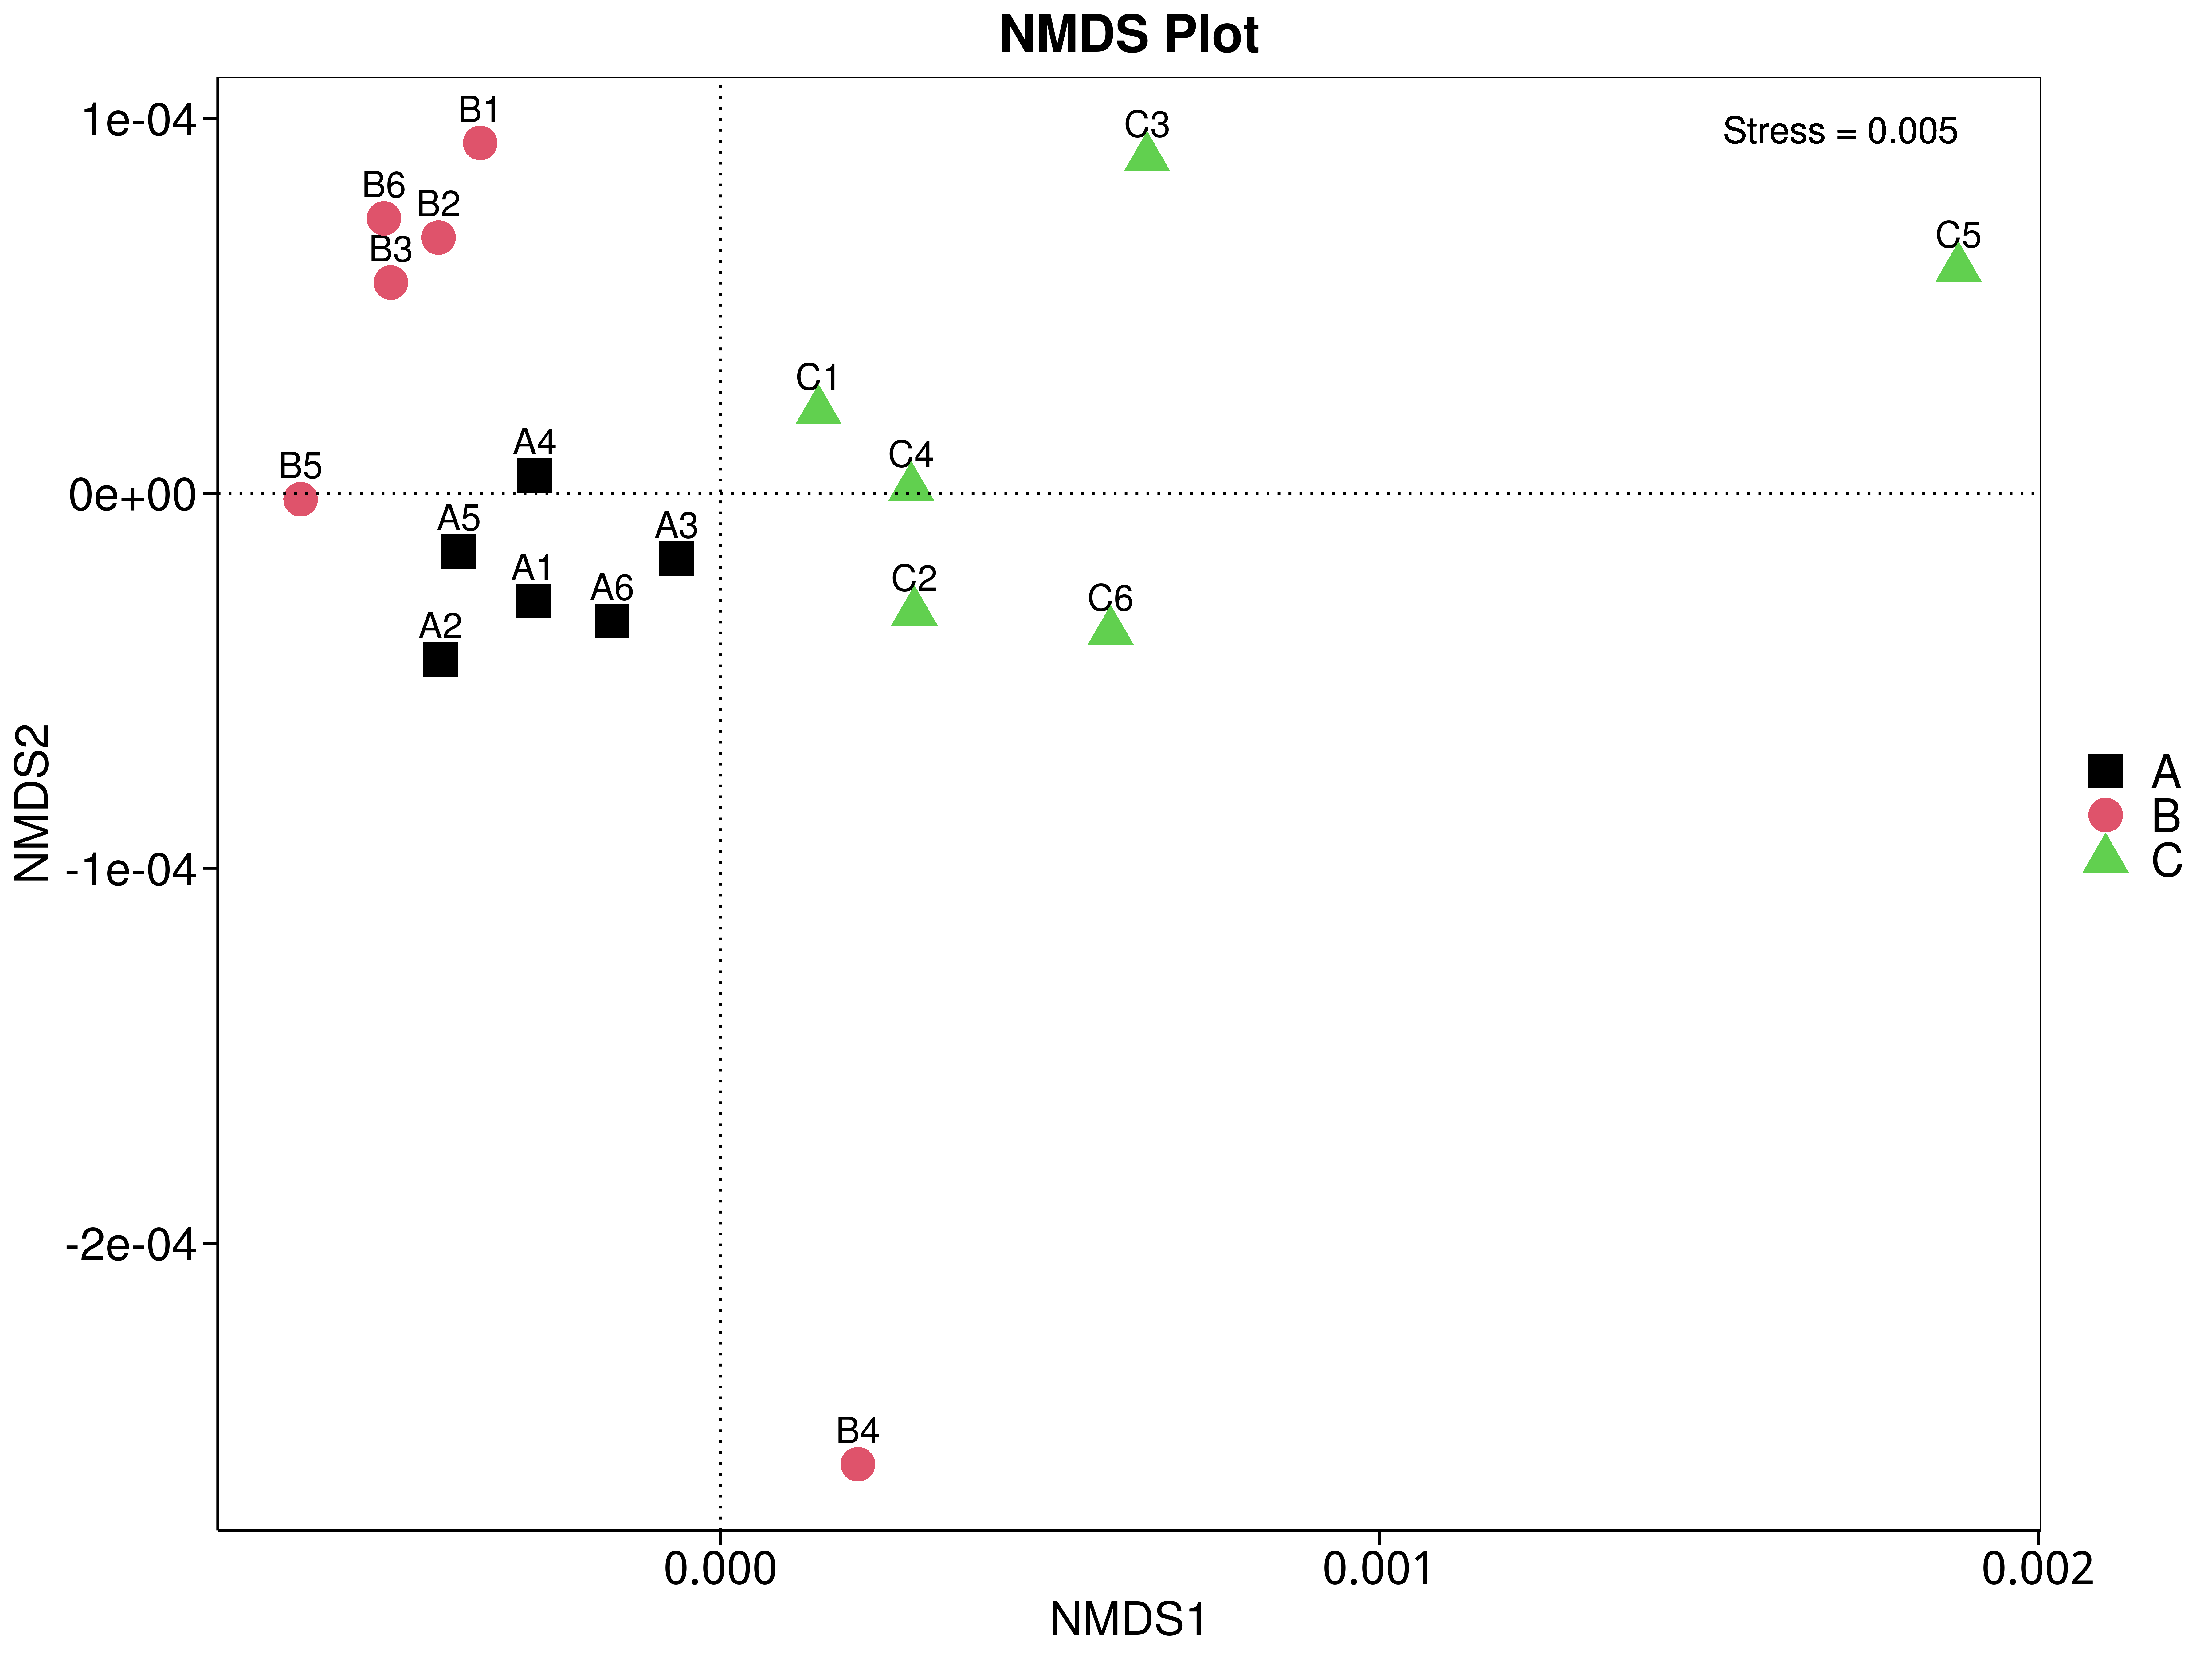 NMDS Plot
1e-04
0e+00
-1e-04
-2e-04
NMDS2
Stress = 0.005
B1
C3
B6
B2
B3
C5
C1
A4
C4
B5
A5
A3
A1
A6
C2
C6
A2
B4
A
B
C
0.000
0.001
0.002
NMDS1